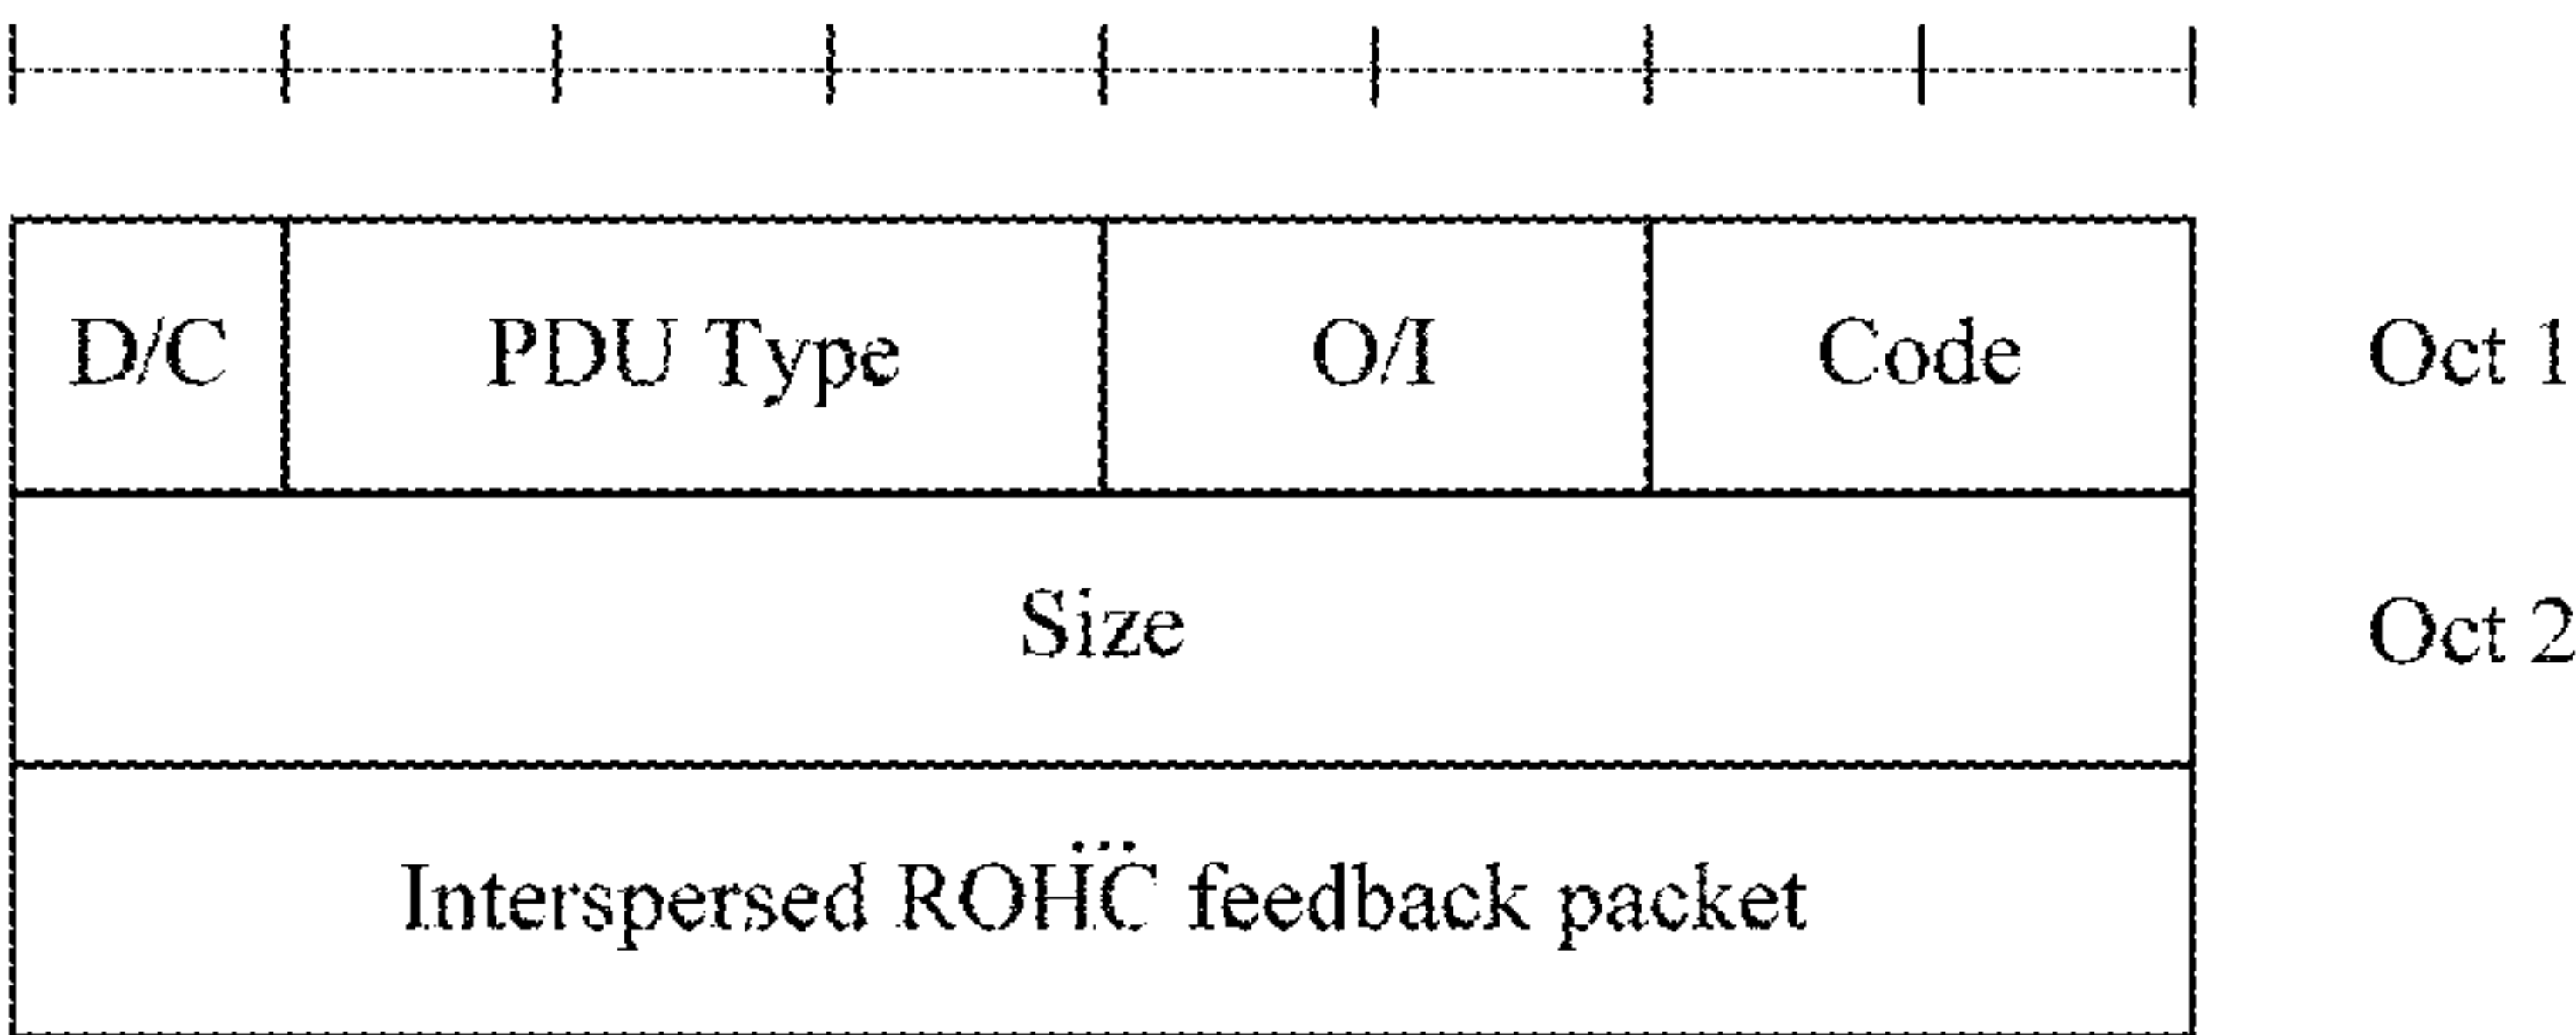 D/C PDU Type O/I Code Oct 1
Size Oct 2
...
Interspersed ROHC feedback packet